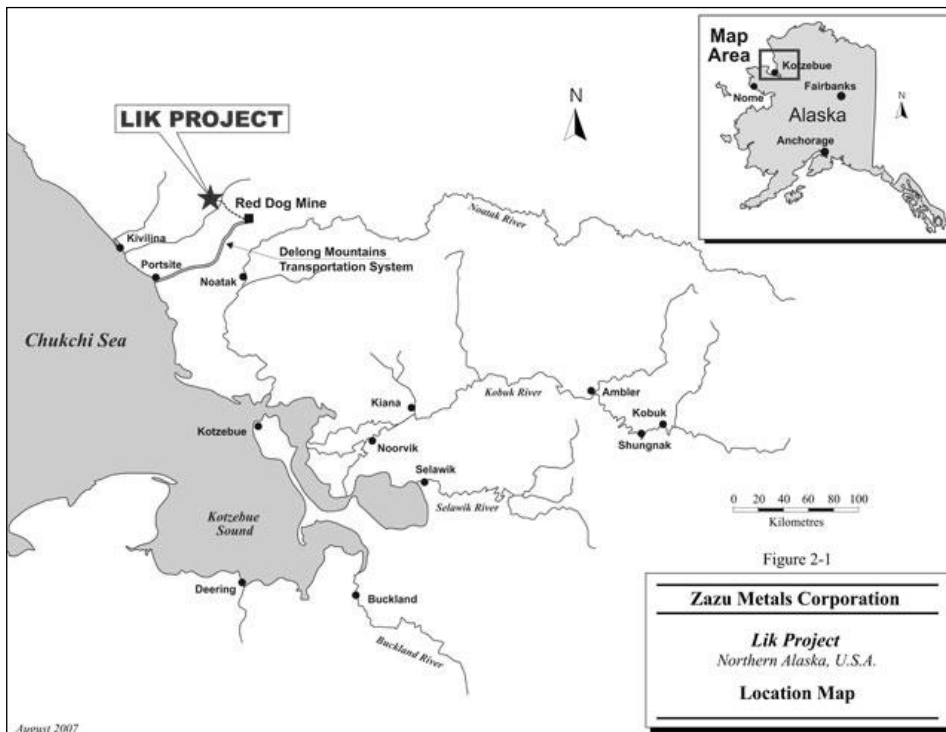 Map
Area
Kotzebue
Fairbanks
N
Nome
Alaska
Anchorage
N
LIK PROJECT
Red Dog Mine
Noatak River
Kivilina
Delong Mountains
Transportation System
Portsite
Noatak
Chukchi Sea
Ambler
Kiana
Kobuk River
Kobuk
Kotzebue
Shungnak
Noorvik
Selawik
Selawik River
0 20 40 60 80 100
Kilometres
Kotzebue
Sound
Figure 2-1
Deering
Buckland
Buckland River
Zazu Metals Corporation
Lik Project
Northern Alaska, U.S.A.
Location Map
August 2007